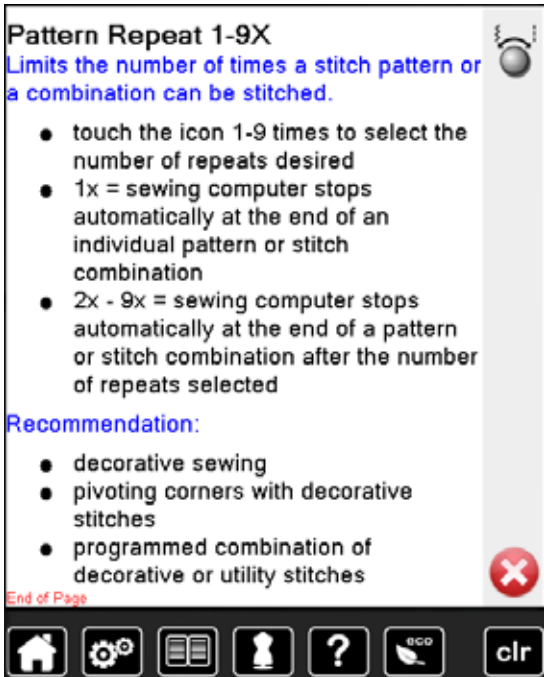 Pattern Repeat 1-9X
Limits the number of times a stitch pattern or
a combination can be stitched.
● touch the icon 1-9 times to select the
number of repeats desired
● 1x = sewing computer stops
automatically at the end of an
individual pattern or stitch
combination
● 2x - 9x = sewing computer stops
automatically at the end of a pattern
or stitch combination after the number
of repeats selected
Recommendation:
● decorative sewing
● pivoting corners with decorative
stitches
● programmed combination of
decorative or utility stitches
End of Page
? eco clr